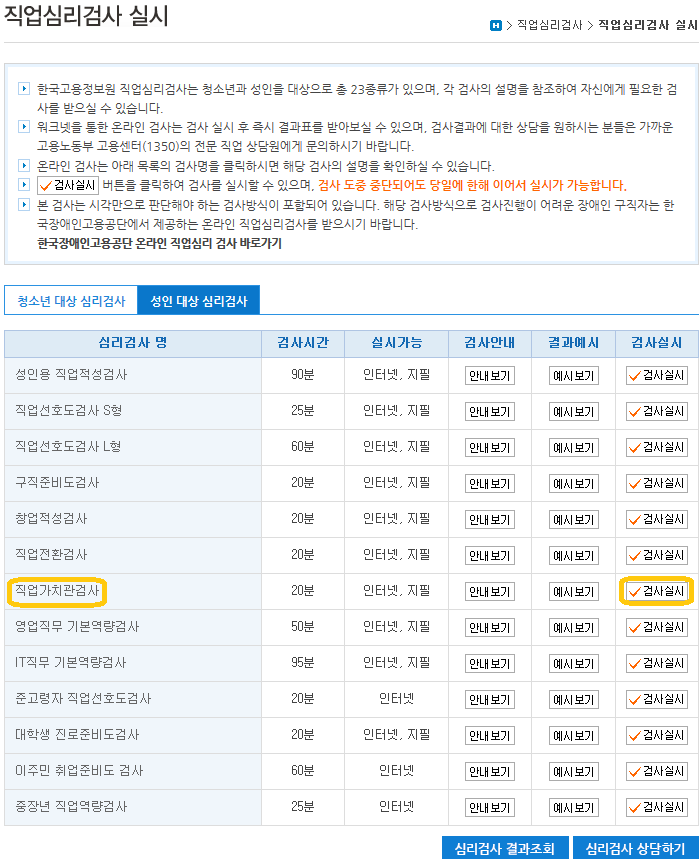 직업심리검사 실시
H > 직업심리검사 > 직업심리검사 실시
한국고용정보원 직업심리검사는 청소년과 성인을 대상으로 총 23종류가 있으며, 각 검사의 설명을 참조하여 자신에게 필요한 검
사를 받으실 수 있습니다.
워크넷을 통한 온라인 검사는 검사 실시 후 즉시 결과표를 받아보실 수 있으며, 검사결과에 대한 상담을 원하시는 분들은 가까운
고용노동부 고용센터(1350)의 전문 직업 상담원에게 문의하시기 바랍니다.
온라인 검사는 아래 목록의 검사명을 클릭하시면 해당 검사의 설명을 확인하실 수 있습니다.
검사실시 버튼을 클릭하여 검사를 실시할 수 있으며, 검사 도중 중단되어도 당일에 한해 이어서 실시가 가능합니다.
본 검사는 시각만으로 판단해야 하는 검사방식이 포함되어 있습니다. 해당 검사방식으로 검사진행이 어려운 장애인 구직자는 한
국장애인고용공단에서 제공하는 온라인 직업심리검사를 받으시기 바랍니다.
한국장애인고용공단 온라인 직업심리 검사 바로가기
청소년 대상 심리검사 성인 대상 심리검사
심리검사 명 검사시간 실시가능 검사안내 결과예시 검사실시
성인용 직업적성검사 90분 인터넷, 지필 안내보기 예시보기 검사실시
직업선호도검사 S형 25분 인터넷, 지필 안내보기 예시보기 검사실시
직업선호도검사 L형 60분 인터넷, 지필 안내보기 예시보기 검사실시
구직준비도검사 20분 인터넷, 지필 안내보기 예시보기 검사실시
창업적성검사 20분 인터넷, 지필 안내보기 예시보기 검사실시
직업전환검사 20분 인터넷, 지필 안내보기 예시보기 검사실시
직업가치관검사 20분 인터넷, 지필 안내보기 예시보기 검사실시
영업직무 기본역량검사 50분 인터넷, 지필 안내보기 예시보기 검사실시
IT직무 기본역량검사 95분 인터넷, 지필 안내보기 예시보기 검사실시
준고령자 직업선호도검사 20분 인터넷 안내보기 예시보기 검사실시
대학생 진로준비도검사 20분 인터넷, 지필 안내보기 예시보기 검사실시
이주민 취업준비도 검사 60분 인터넷 안내보기 예시보기 검사실시
중장년 직업역량검사 25분 인터넷 안내보기 예시보기 검사실시
심리검사 결과조회 심리검사 상담하기